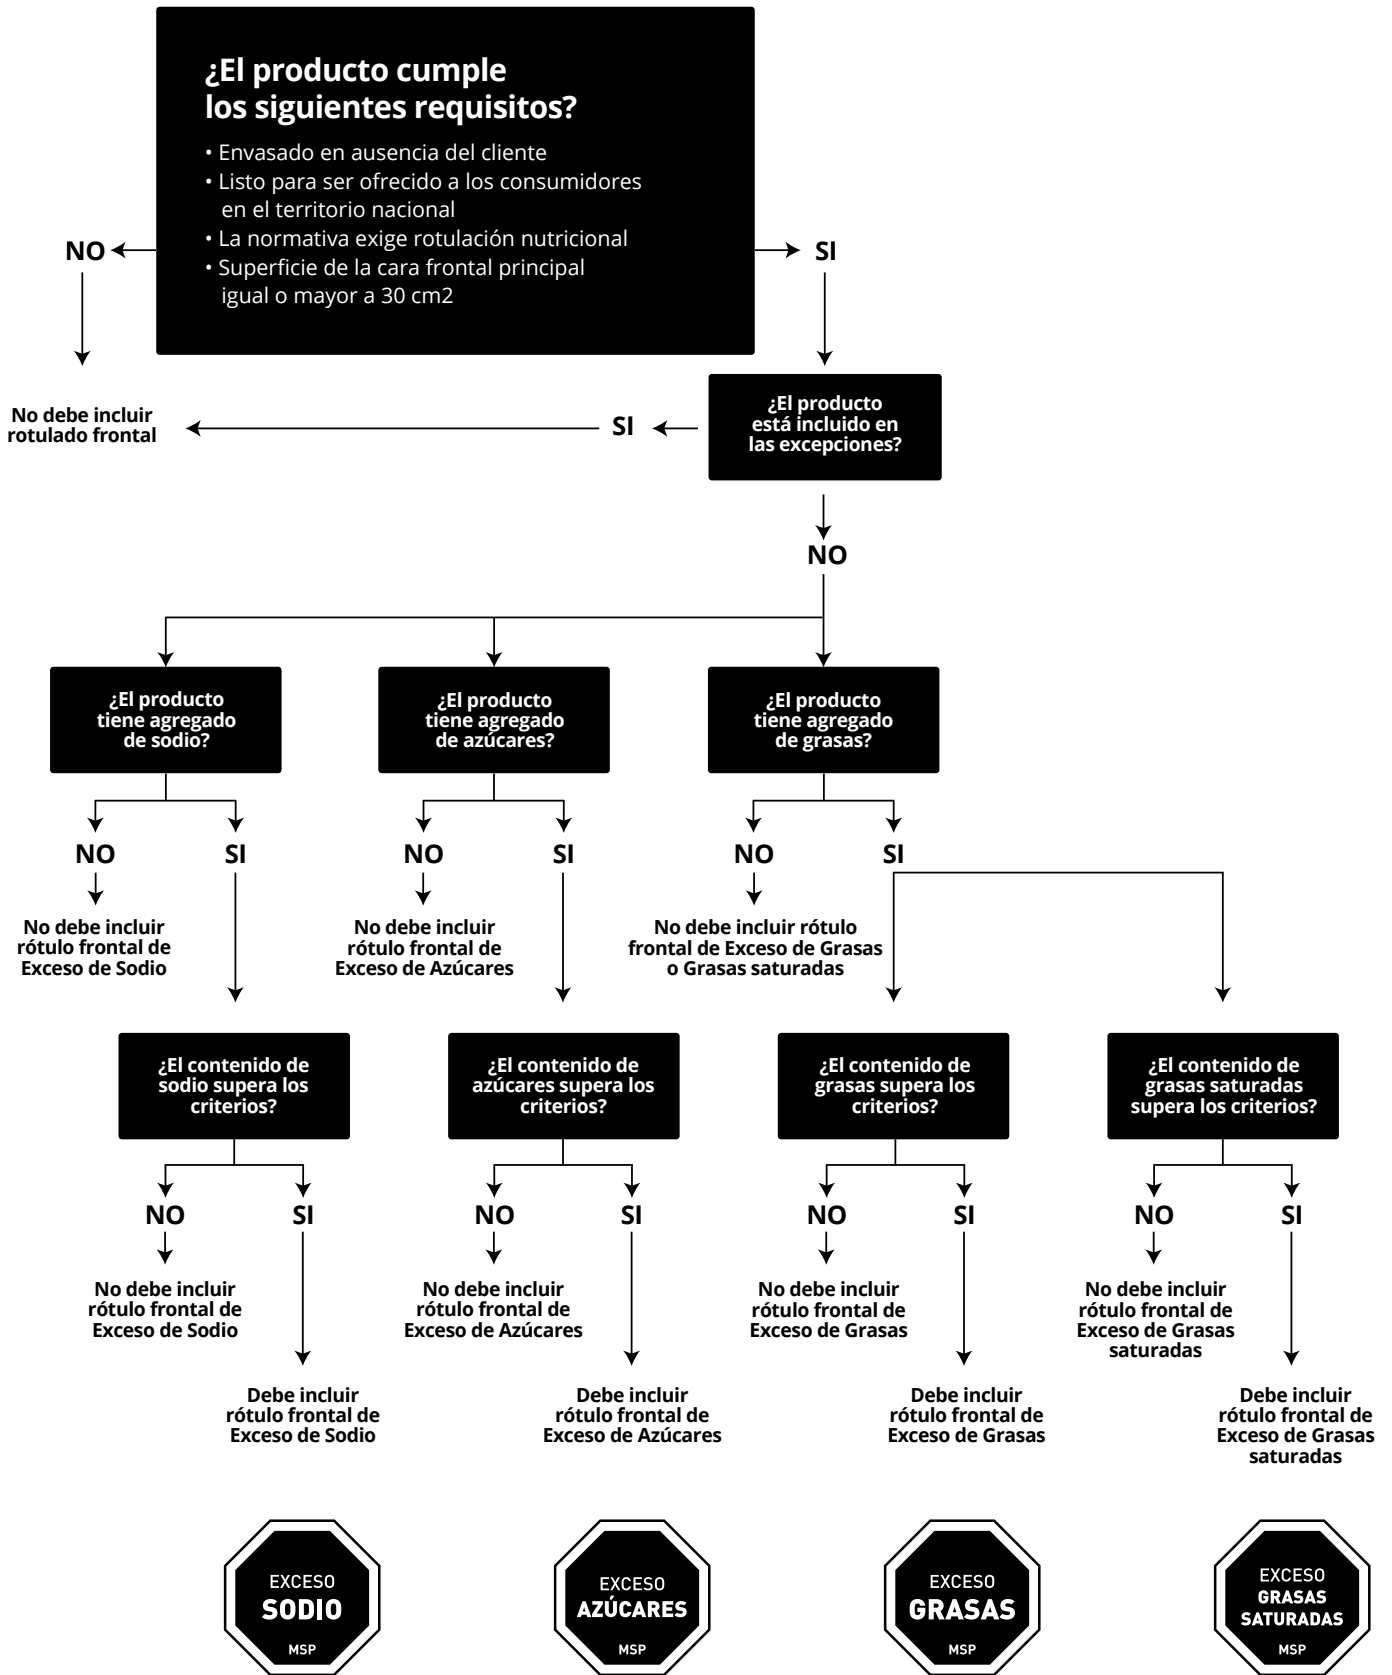 ¿El producto cumple
los siguientes requisitos?
• Envasado en ausencia del cliente
• Listo para ser ofrecido a los consumidores
en el territorio nacional
• La normativa exige rotulación nutricional
• Superficie de la cara frontal principal
igual o mayor a 30 cm2
NO
SI
No debe incluir
rotulado frontal
SI
¿El producto
está incluido en
las excepciones?
NO
¿El producto
tiene agregado
de sodio?
¿El producto
tiene agregado
de azúcares?
¿El producto
tiene agregado
de grasas?
NO
SI
NO
SI
NO
SI
No debe incluir
rótulo frontal de
Exceso de Sodio
No debe incluir
rótulo frontal de
Exceso de Azúcares
No debe incluir rótulo
frontal de Exceso de Grasas
o Grasas saturadas
¿El contenido de
sodio supera los
criterios?
¿El contenido de
azúcares supera los
criterios?
¿El contenido de
grasas supera los
criterios?
¿El contenido de
grasas saturadas
supera los criterios?
NO
SI
NO
SI
NO
SI
NO
SI
No debe incluir
rótulo frontal de
Exceso de Sodio
No debe incluir
rótulo frontal de
Exceso de Azúcares
No debe incluir
rótulo frontal de
Exceso de Grasas
No debe incluir
rótulo frontal de
Exceso de Grasas
saturadas
Debe incluir
rótulo frontal de
Exceso de Sodio
Debe incluir
rótulo frontal de
Exceso de Azúcares
Debe incluir
rótulo frontal de
Exceso de Grasas
Debe incluir
rótulo frontal de
Exceso de Grasas
saturadas
EXCESO
SODIO
MSP
EXCESO
AZÚCARES
MSP
EXCESO
GRASAS
MSP
EXCESO
GRASAS
SATURADAS
MSP